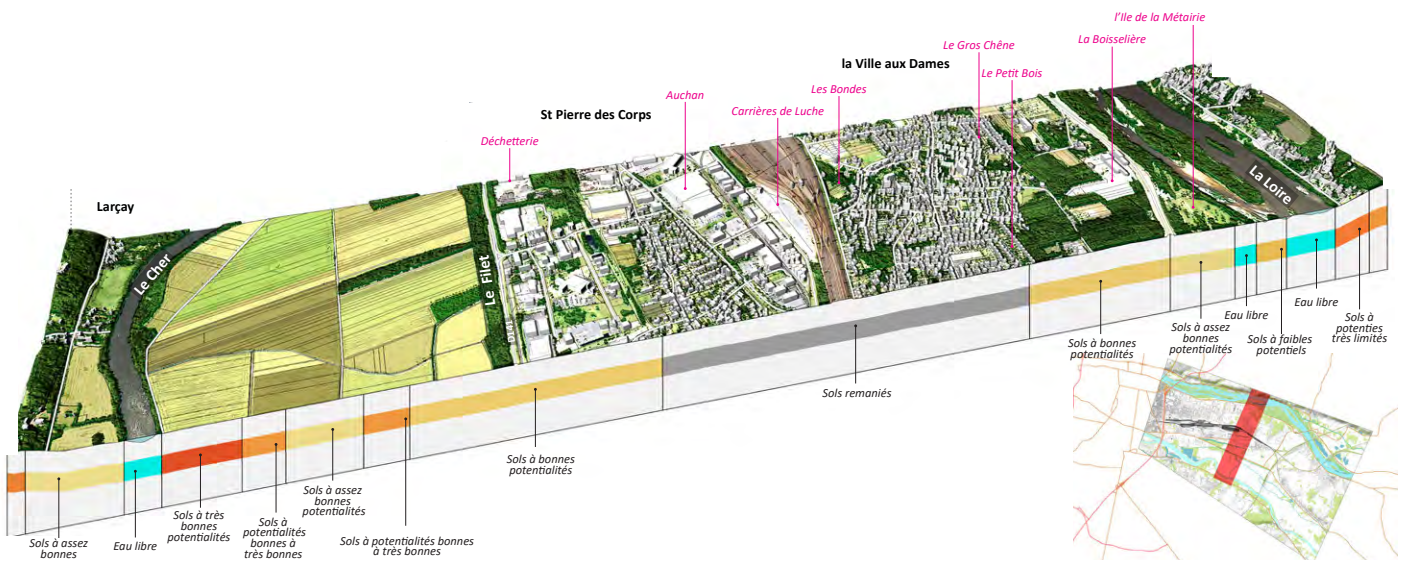 l'Ile de la Métairie
Le Gros Chêne
La Boisselière
la Ville aux Dames
Le Petit Bois
Auchan
Les Bondes
St Pierre des Corps
Carrières de Luche
Déchetterie
Larçay
Le Cher
Le Filet
La Loire
Sols à assez
bonnes
Eau libre
Sols à très
bonnes
potentialités
Sols à
potentialités
bonnes à
très bonnes
Sols à assez
bonnes
potentialités
Sols à potentialités bonnes
à très bonnes
Sols à bonnes
potentialités
Sols remaniés
Sols à bonnes
potentialités
Sols à assez
bonnes
potentialités
Eau libre
Sols à faibles
potentiels
Eau libre
Sols à
potenties
très limités